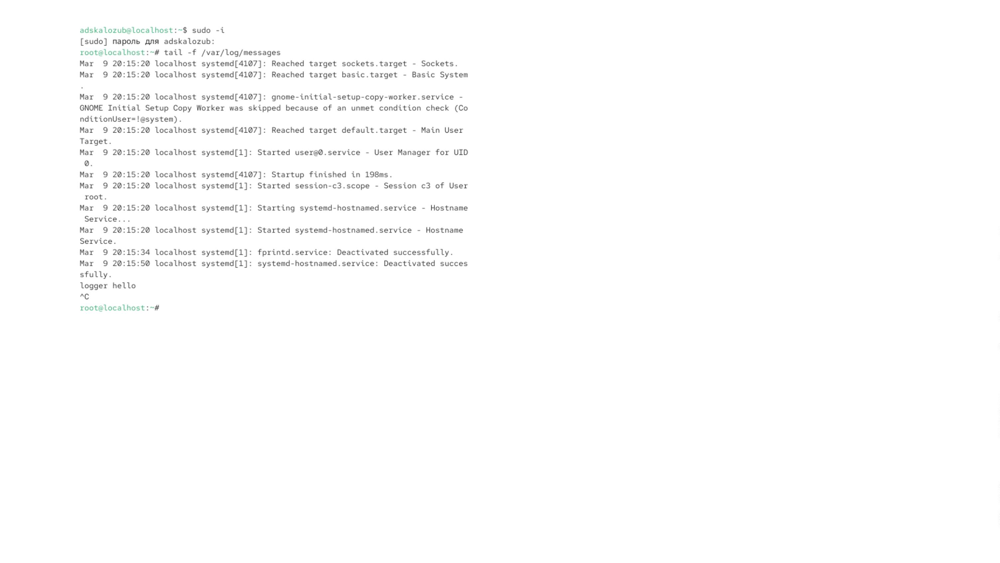 adskalozub@localhost:~$ sudo -i
[sudo] пароль для adskalozub:
root@localhost:~# tail -f /var/log/messages
Mar  9 20:15:20 localhost systemd[4107]: Reached target sockets.target - Sockets.
Mar  9 20:15:20 localhost systemd[4107]: Reached target basic.target - Basic System
.
Mar  9 20:15:20 localhost systemd[4107]: gnome-initial-setup-copy-worker.service -
GNOME Initial Setup Copy Worker was skipped because of an unmet condition check (Co
nditionUser=!@system).
Mar  9 20:15:20 localhost systemd[4107]: Reached target default.target - Main User
Target.
Mar  9 20:15:20 localhost systemd[1]: Started user@0.service - User Manager for UID
 0.
Mar  9 20:15:20 localhost systemd[4107]: Startup finished in 198ms.
Mar  9 20:15:20 localhost systemd[1]: Started session-c3.scope - Session c3 of User
 root.
Mar  9 20:15:20 localhost systemd[1]: Starting systemd-hostnamed.service - Hostname
 Service...
Mar  9 20:15:20 localhost systemd[1]: Started systemd-hostnamed.service - Hostname
Service.
Mar  9 20:15:34 localhost systemd[1]: fprintd.service: Deactivated successfully.
Mar  9 20:15:50 localhost systemd[1]: systemd-hostnamed.service: Deactivated succes
sfully.
logger hello
^C
root@localhost:~#